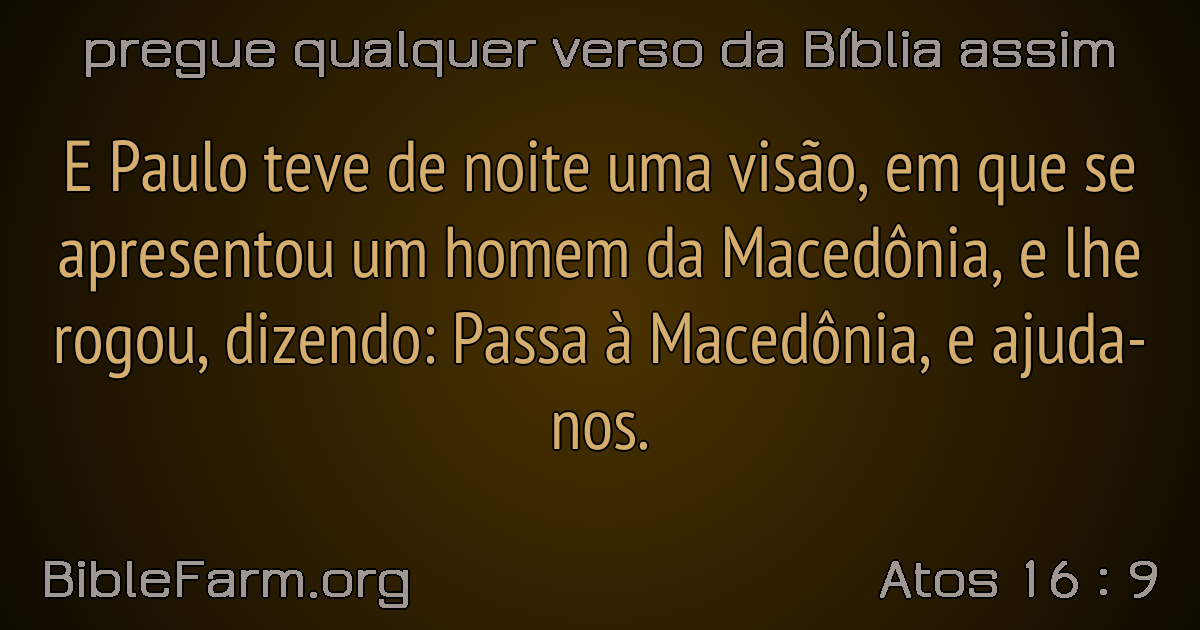 pregue qualquer verso da Bíblia assim
E Paulo teve de noite uma visão, em que se
apresentou um homem da Macedônia, e lhe
rogou, dizendo: Passa à Macedônia, e ajuda-
nos.
BibleFarm.org
Atos 16 : 9